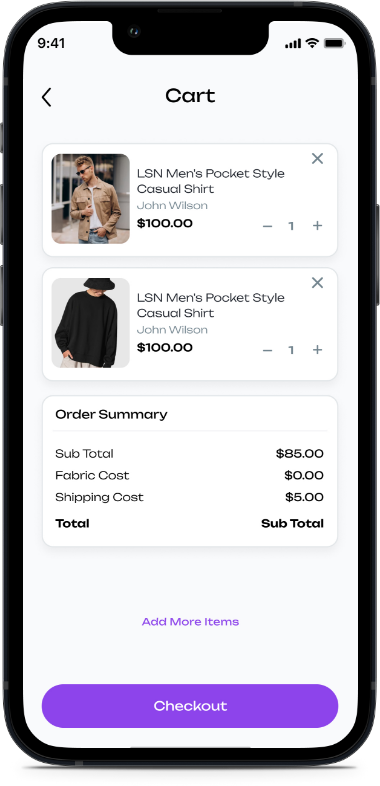 9:41
Cart
LSN Men's Pocket Style
Casual Shirt
John Wilson
$100.00
− 1 +
LSN Men's Pocket Style
Casual Shirt
John Wilson
$100.00
− 1 +
Order Summary
Sub Total $85.00
Fabric Cost $0.00
Shipping Cost $5.00
Total Sub Total
Add More Items
Checkout